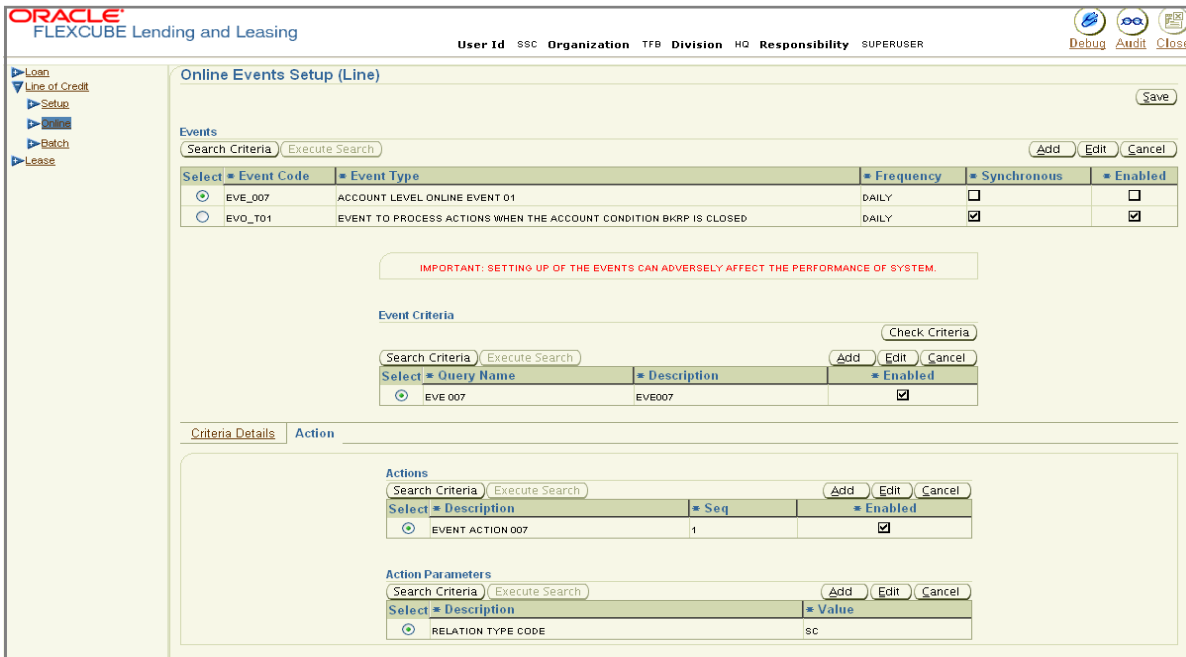 ORACLE
FLEXCUBE Lending and Leasing
User Id SSC Organization TFB Division HQ Responsibility SUPERUSER
Debug Audit Close
Loan
Line of Credit
Setup
Online
Batch
Lease
Online Events Setup (Line)
Save
Events
Search Criteria Execute Search Add Edit Cancel
Select * Event Code * Event Type * Frequency * Synchronous * Enabled
EVE_007 ACCOUNT LEVEL ONLINE EVENT 01 DAILY
EVO_T01 EVENT TO PROCESS ACTIONS WHEN THE ACCOUNT CONDITION BKRP IS CLOSED DAILY
IMPORTANT: SETTING UP OF THE EVENTS CAN ADVERSELY AFFECT THE PERFORMANCE OF SYSTEM.
Event Criteria
Check Criteria
Search Criteria Execute Search Add Edit Cancel
Select * Query Name * Description * Enabled
EVE 007 EVE007
Criteria Details Action
Actions
Search Criteria Execute Search Add Edit Cancel
Select * Description * Seq * Enabled
EVENT ACTION 007 1
Action Parameters
Search Criteria Execute Search Add Edit Cancel
Select * Description * Value
RELATION TYPE CODE SC